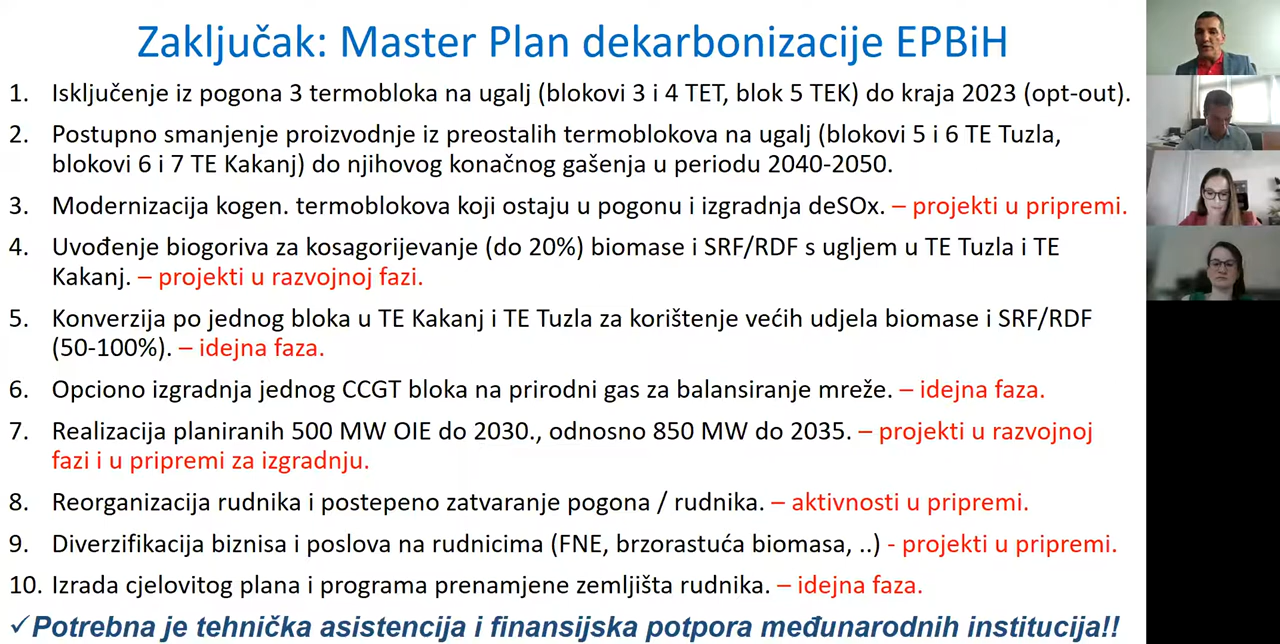 Zaključak: Master Plan dekarbonizacije EPBiH
1. Isključenje iz pogona 3 termobloka na ugalj (blokovi 3 i 4 TET, blok 5 TEK) do kraja 2023 (opt-out).
2. Postupno smanjenje proizvodnje iz preostalih termoblokova na ugalj (blokovi 5 i 6 TE Tuzla,
blokovi 6 i 7 TE Kakanj) do njihovog konačnog gašenja u periodu 2040-2050.
3. Modernizacija kogen. termoblokova koji ostaju u pogonu i izgradnja deSOx. – projekti u pripremi.
4. Uvođenje biogoriva za kosagorijevanje (do 20%) biomase i SRF/RDF s ugljem u TE Tuzla i TE
Kakanj. – projekti u razvojnoj fazi.
5. Konverzija po jednog bloka u TE Kakanj i TE Tuzla za korištenje većih udjela biomase i SRF/RDF
(50-100%). – idejna faza.
6. Opciono izgradnja jednog CCGT bloka na prirodni gas za balansiranje mreže. – idejna faza.
7. Realizacija planiranih 500 MW OIE do 2030., odnosno 850 MW do 2035. – projekti u razvojnoj
fazi i u pripremi za izgradnju.
8. Reorganizacija rudnika i postepeno zatvaranje pogona / rudnika. – aktivnosti u pripremi.
9. Diverzifikacija biznisa i poslova na rudnicima (FNE, brzorastuća biomasa, ..) - projekti u pripremi.
10. Izrada cjelovitog plana i programa prenamjene zemljišta rudnika. – idejna faza.
✓Potrebna je tehnička asistencija i finansijska potpora međunarodnih institucija!!